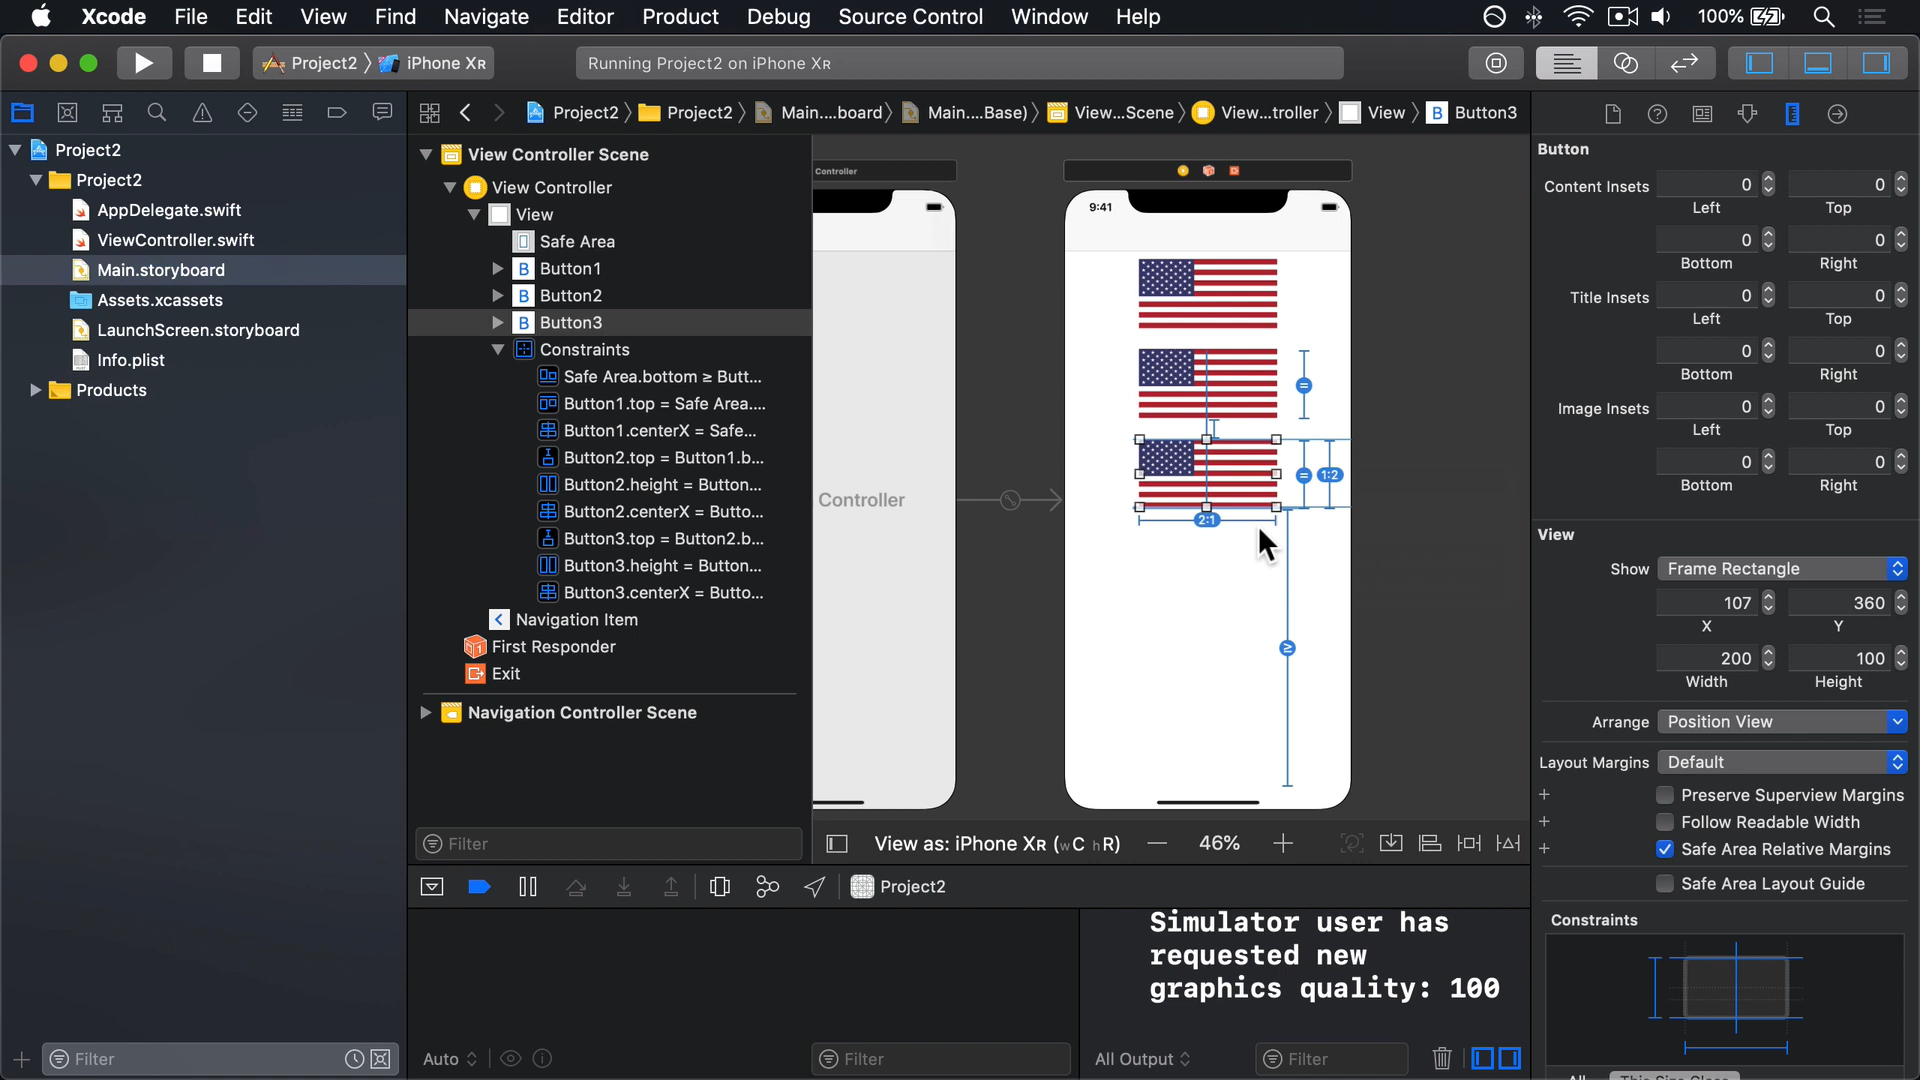 Xcode File Edit View Find Navigate Editor Product Debug Source Control Window Help 100%
Project2 iPhone XR Running Project2 on iPhone XR
Project2 Project2 Main....board Main....Base) View...Scene View...troller View B Button3
Project2
Project2
AppDelegate.swift
ViewController.swift
Main.storyboard
Assets.xcassets
LaunchScreen.storyboard
Info.plist
Products
Filter
View Controller Scene
View Controller
View
Safe Area
B Button1
B Button2
B Button3
Constraints
Safe Area.bottom ≥ Butt...
Button1.top = Safe Area....
Button1.centerX = Safe...
Button2.top = Button1.b...
Button2.height = Button...
Button2.centerX = Butto...
Button3.top = Button2.b...
Button3.height = Button...
Button3.centerX = Butto...
Navigation Item
First Responder
Exit
Navigation Controller Scene
Filter
Controller
Controller
9:41
=
= 1:2
2:1
≥
View as: iPhone XR (wC hR) — 46% +
Project2
Auto
Filter
Simulator user has
requested new
graphics quality: 100
All Output
Filter
Button
Content Insets 0 0
Left Top
0 0
Bottom Right
Title Insets 0 0
Left Top
0 0
Bottom Right
Image Insets 0 0
Left Top
0 0
Bottom Right
View
Show Frame Rectangle
107 360
X Y
200 100
Width Height
Arrange Position View
Layout Margins Default
+ Preserve Superview Margins
+ Follow Readable Width
+ Safe Area Relative Margins
Safe Area Layout Guide
Constraints